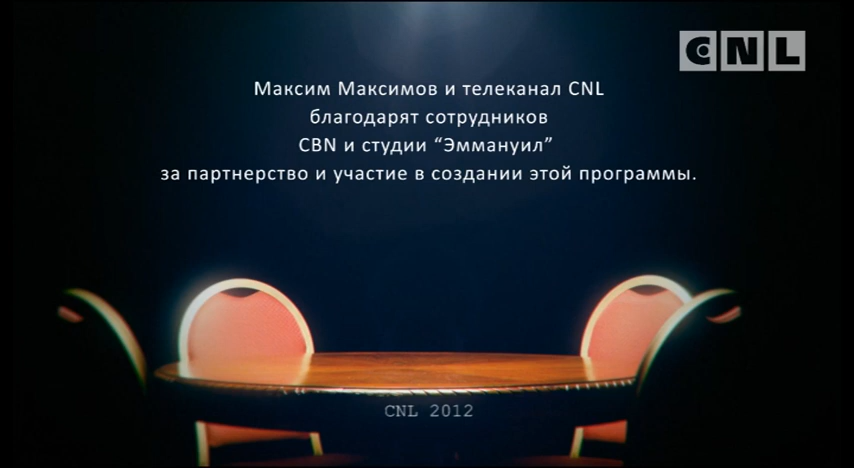 CNL
Максим Максимов и телеканал CNL
благодарят сотрудников
CBN и студии “Эммануил”
за партнерство и участие в создании этой программы.
CNL 2012